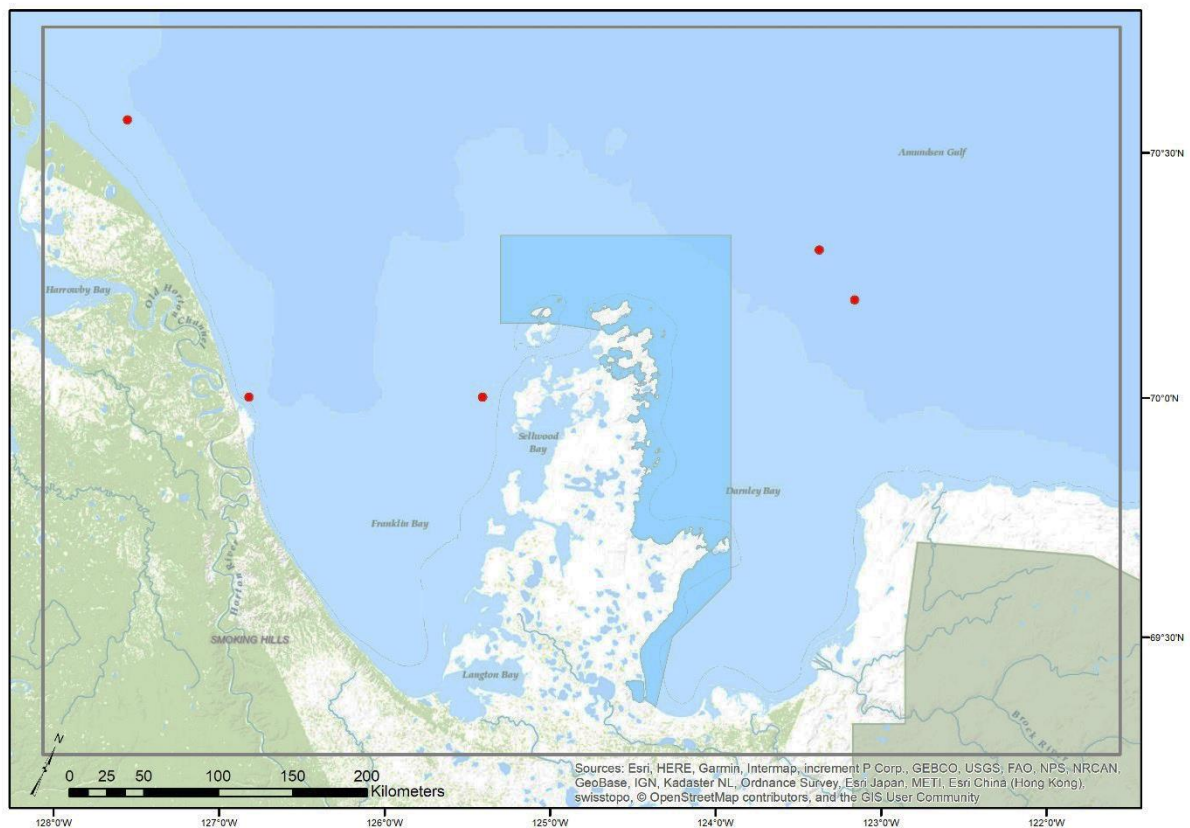 Amundsen Gulf
70°30'N
Harrowby Bay
Old Horton Channel
70°0'N
Sellwood
Bay
Darnley Bay
Franklin Bay
Horton River
SMOKING HILLS
69°30'N
Langton Bay
Brock River
N
0 25 50 100 150 200
Kilometers
Sources: Esri, HERE, Garmin, Intermap, increment P Corp., GEBCO, USGS, FAO, NPS, NRCAN,
GeoBase, IGN, Kadaster NL, Ordnance Survey, Esri Japan, METI, Esri China (Hong Kong),
swisstopo, © OpenStreetMap contributors, and the GIS User Community
128°0'W 127°0'W 126°0'W 125°0'W 124°0'W 123°0'W 122°0'W